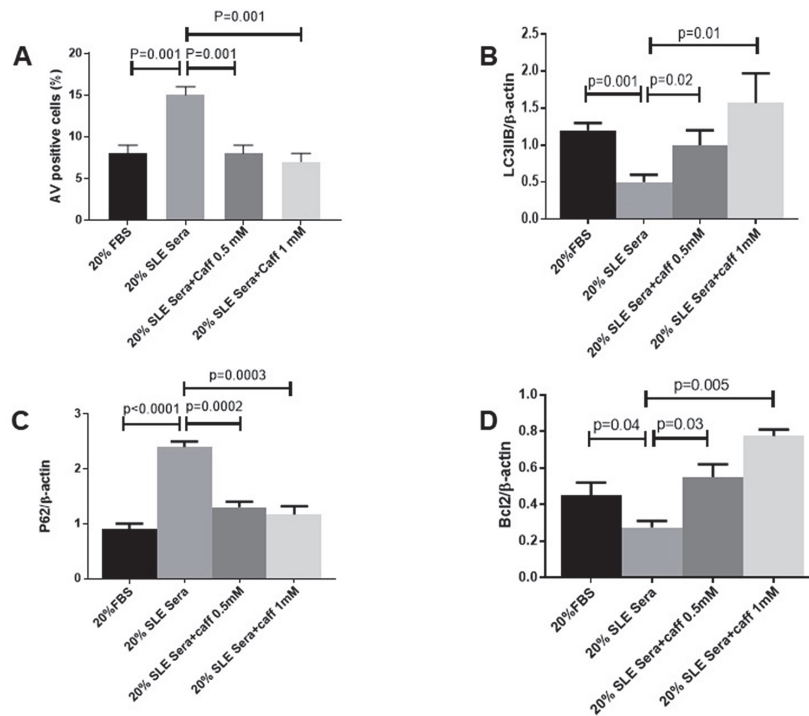 A
P=0.001
P=0.001
P=0.001
AV positive cells (%)
20
15
10
5
0
20% FBS
20% SLE Sera
20% SLE Sera+Caff 0.5 mM
20% SLE Sera+Caff 1 mM
B
p=0.01
p=0.001
p=0.02
LC3IIB/β-actin
2.5
2.0
1.5
1.0
0.5
0.0
20%FBS
20% SLE Sera
20% SLE Sera+caff 0.5mM
20% SLE Sera+caff 1mM
C
p=0.0003
p<0.0001
p=0.0002
P62/β-actin
3
2
1
0
20%FBS
20% SLE Sera
20% SLE Sera+caff 0.5mM
20% SLE Sera+caff 1mM
D
p=0.005
p=0.04
p=0.03
Bcl2/β-actin
1.0
0.8
0.6
0.4
0.2
0.0
20%FBS
20% SLE Sera
20% SLE Sera+caff 0.5mM
20% SLE Sera+caff 1mM